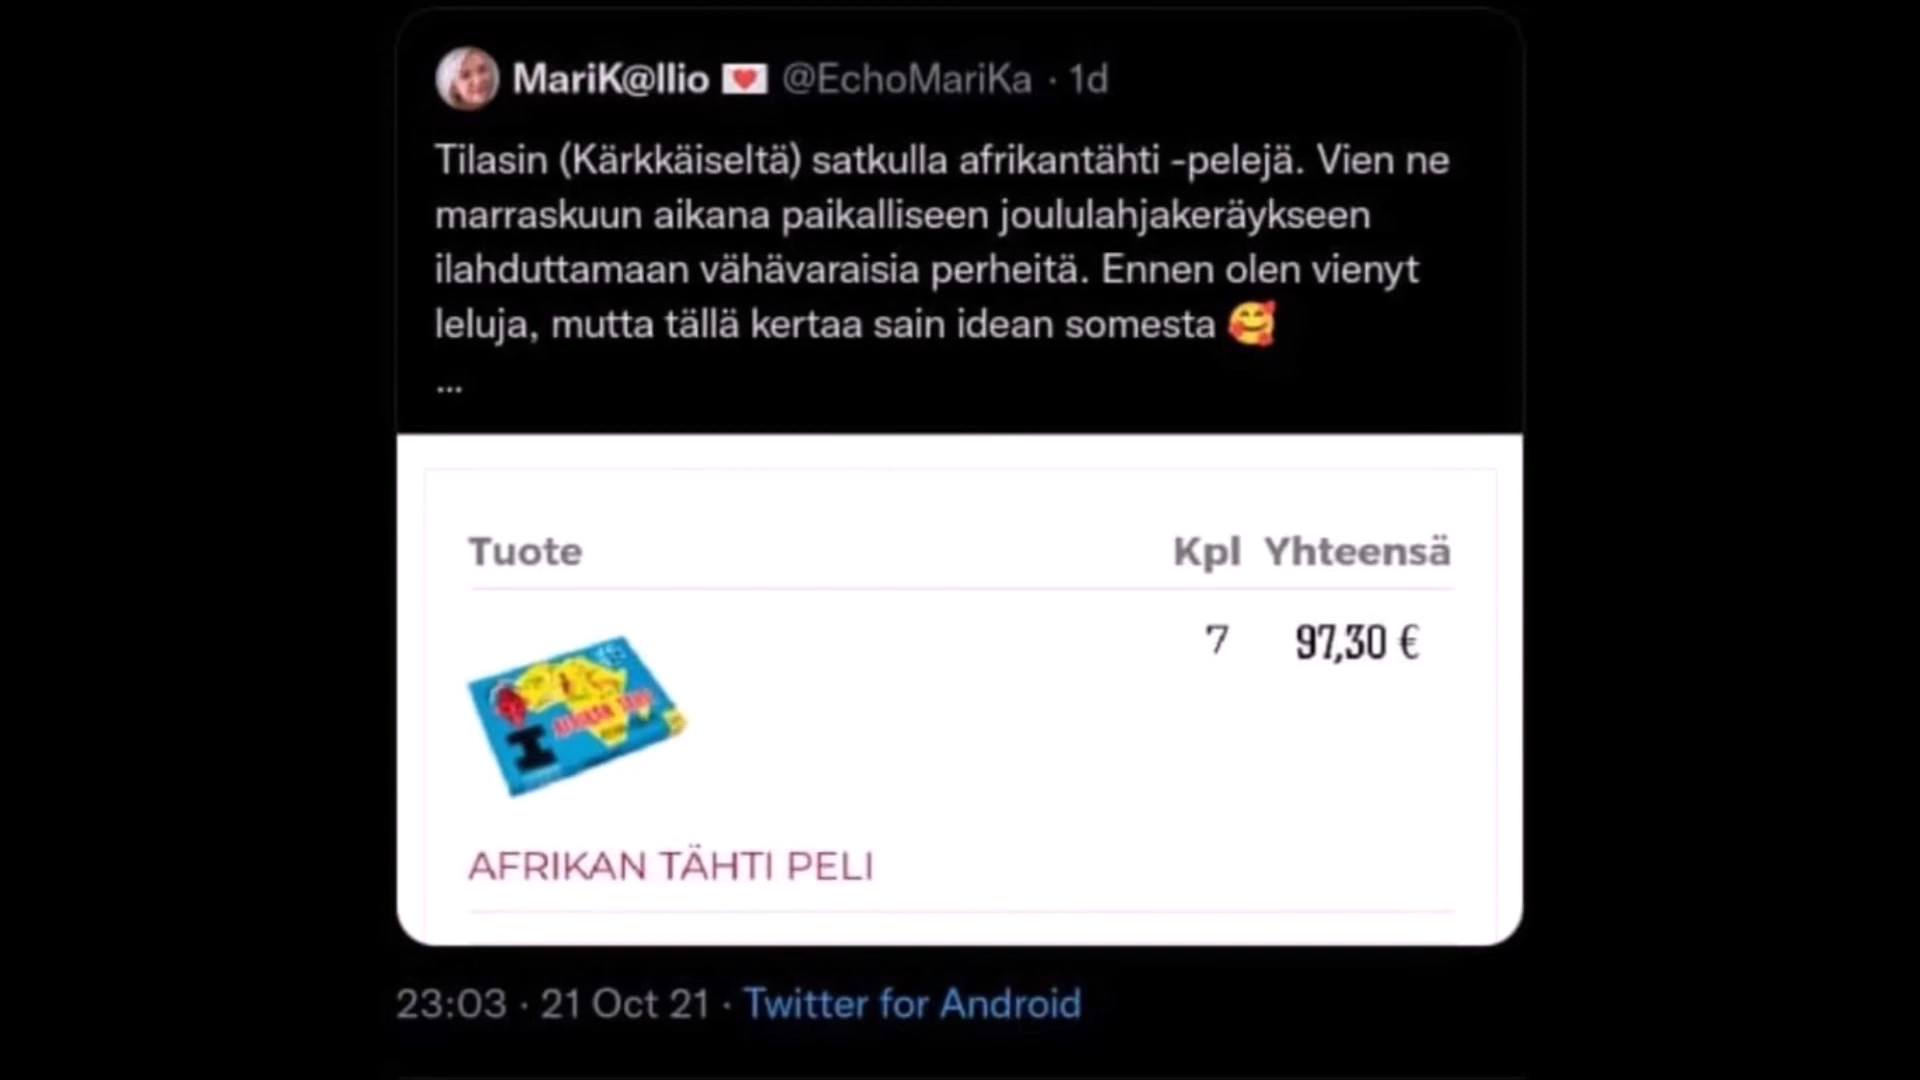 MariK@llio 💌 @EchoMariKa · 1d
Tilasin (Kärkkäiseltä) satkulla afrikantähti -pelejä. Vien ne
marraskuun aikana paikalliseen joululahjakeräykseen
ilahduttamaan vähävaraisia perheitä. Ennen olen vienyt
leluja, mutta tällä kertaa sain idean somesta 🥰
...
Tuote Kpl Yhteensä
7 97,30 €
AFRIKAN TÄHTI
AFRIKAN TÄHTI PELI
23:03 · 21 Oct 21 · Twitter for Android